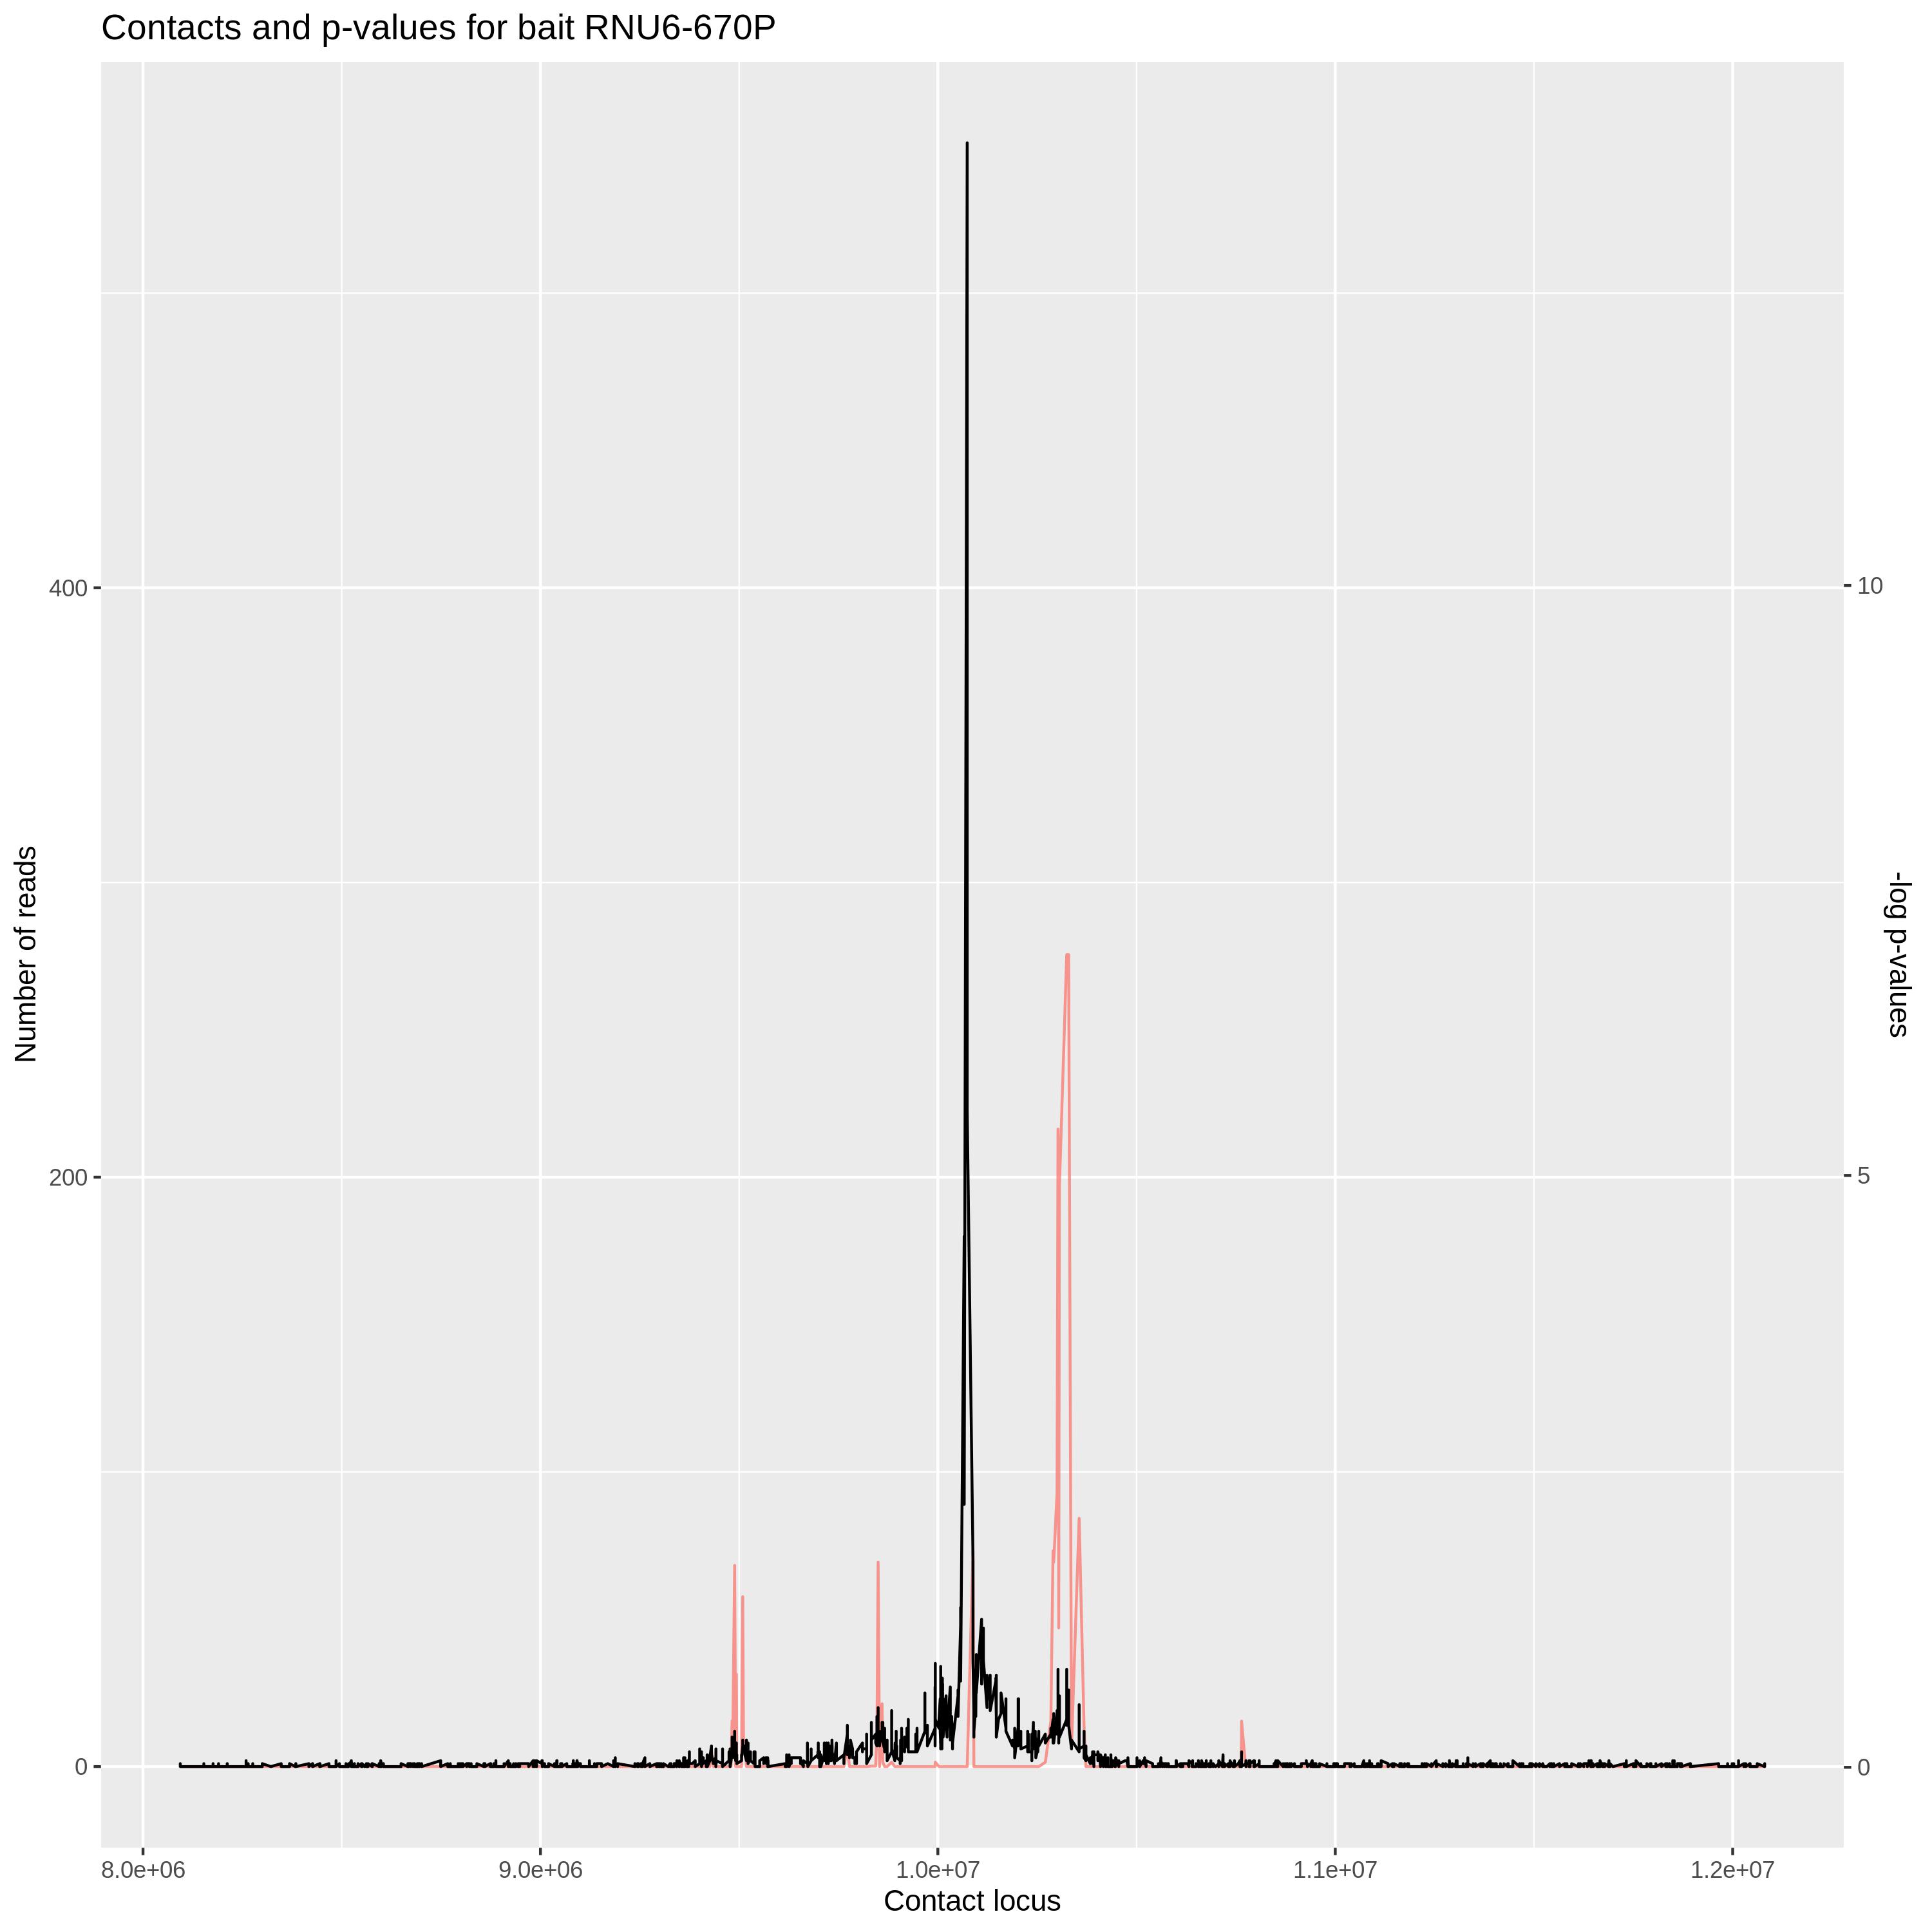 Contacts and p-values for bait RNU6-670P
Number of reads
400
200
0
10
5
0
-log p-values
8.0e+06
9.0e+06
1.0e+07
1.1e+07
1.2e+07
Contact locus